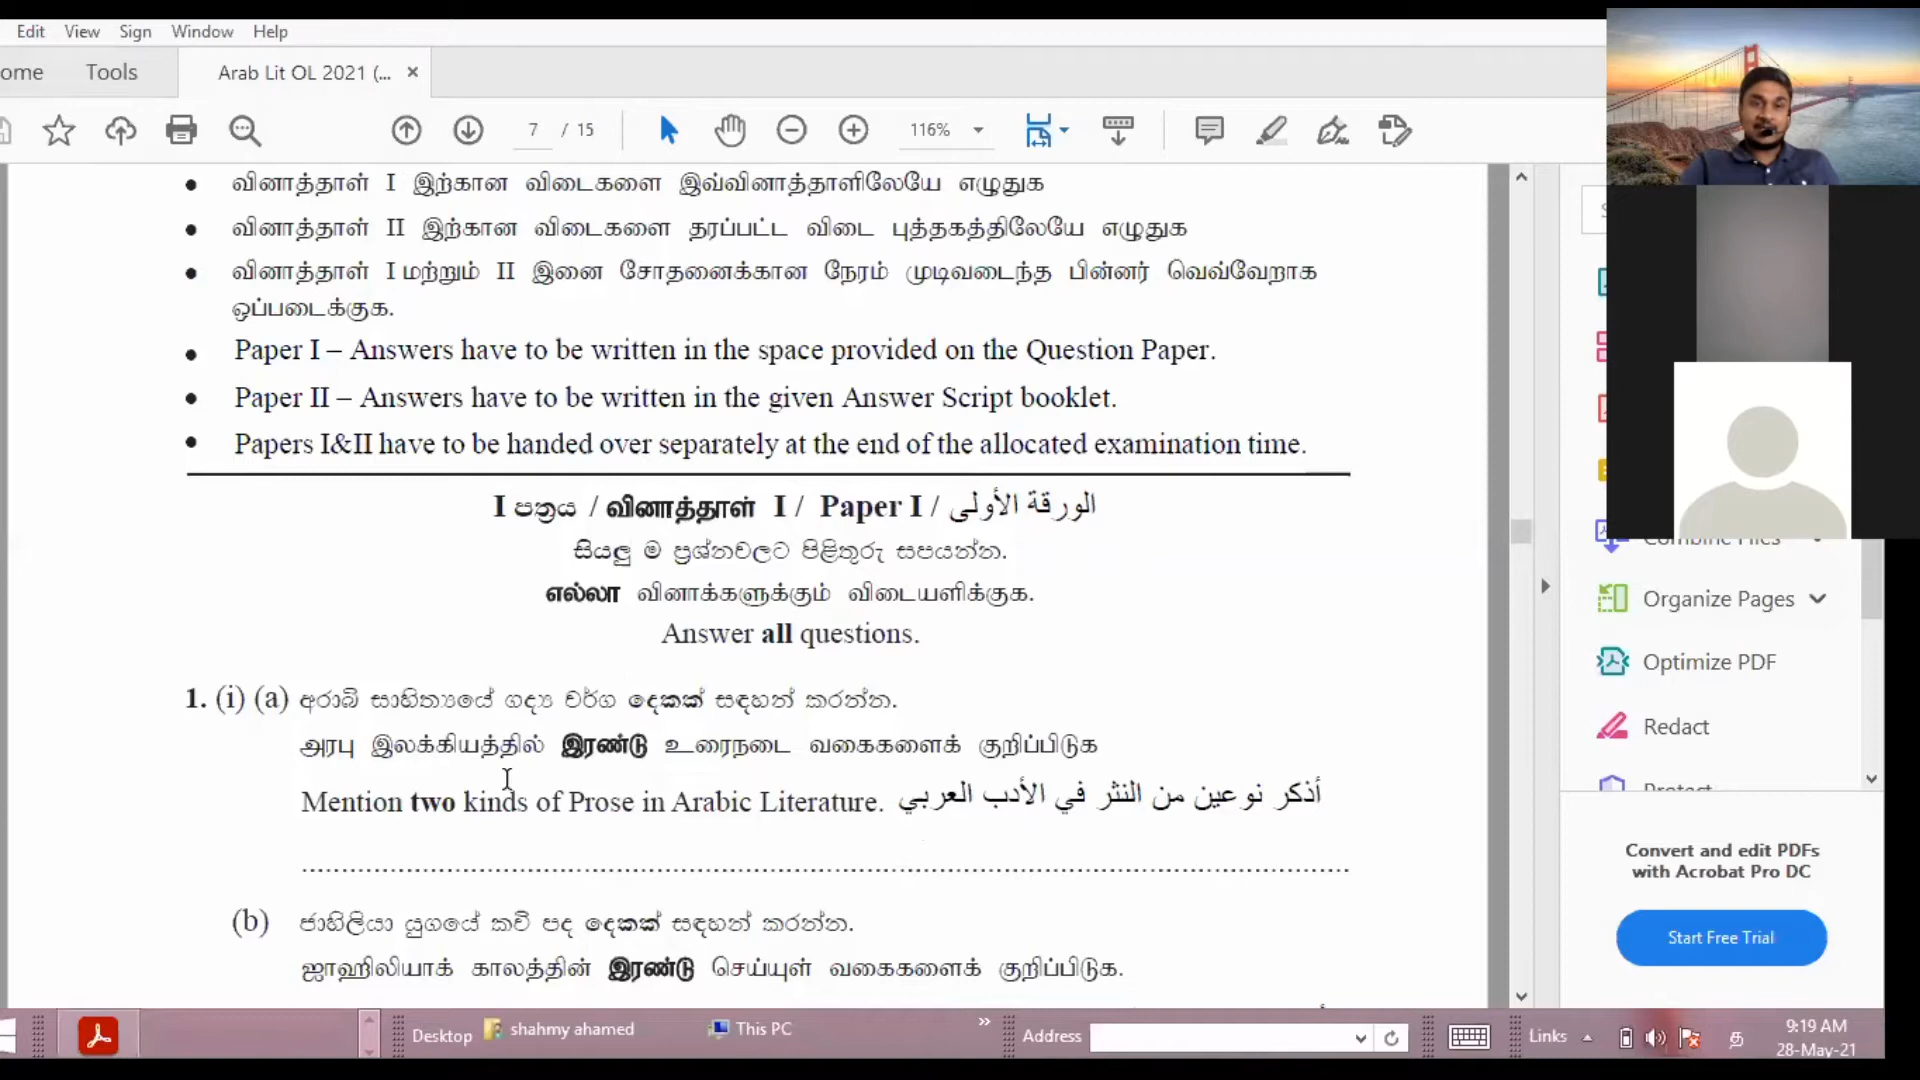 Edit View Sign Window Help
ome Tools Arab Lit OL 2021 (... ×
7 / 15 116%
• வினாத்தாள் I இற்கான விடைகளை இவ்வினாத்தாளிலேயே எழுதுக
• வினாத்தாள் II இற்கான விடைகளை தரப்பட்ட விடை புத்தகத்திலேயே எழுதுக
• வினாத்தாள் I மற்றும் II இனை சோதனைக்கான நேரம் முடிவடைந்த பின்னர் வெவ்வேறாக
ஒப்படைக்குக.
• Paper I – Answers have to be written in the space provided on the Question Paper.
• Paper II – Answers have to be written in the given Answer Script booklet.
• Papers I&II have to be handed over separately at the end of the allocated examination time.
I පත්‍රය / வினாத்தாள் I / Paper I / الورقة الأولى
සියලු ම ප්‍රශ්නවලට පිළිතුරු සපයන්න.
எல்லா வினாக்களுக்கும் விடையளிக்குக.
Answer all questions.
1. (i) (a) අරාබි සාහිත්‍යයේ ගද්‍ය වර්ග දෙකක් සඳහන් කරන්න.
அரபு இலக்கியத்தில் இரண்டு உரைநடை வகைகளைக் குறிப்பிடுக
Mention two kinds of Prose in Arabic Literature. أذكر نوعين من النثر في الأدب العربي
(b) ජාහිලියා යුගයේ කවි පද දෙකක් සඳහන් කරන්න.
ஜாஹிலியாக் காலத்தின் இரண்டு செய்யுள் வகைகளைக் குறிப்பிடுக.
Combine Files
Organize Pages
Optimize PDF
Redact
Protect
Convert and edit PDFs
with Acrobat Pro DC
Start Free Trial
Desktop shahmy ahamed This PC » Address Links த 9:19 AM
28-May-21